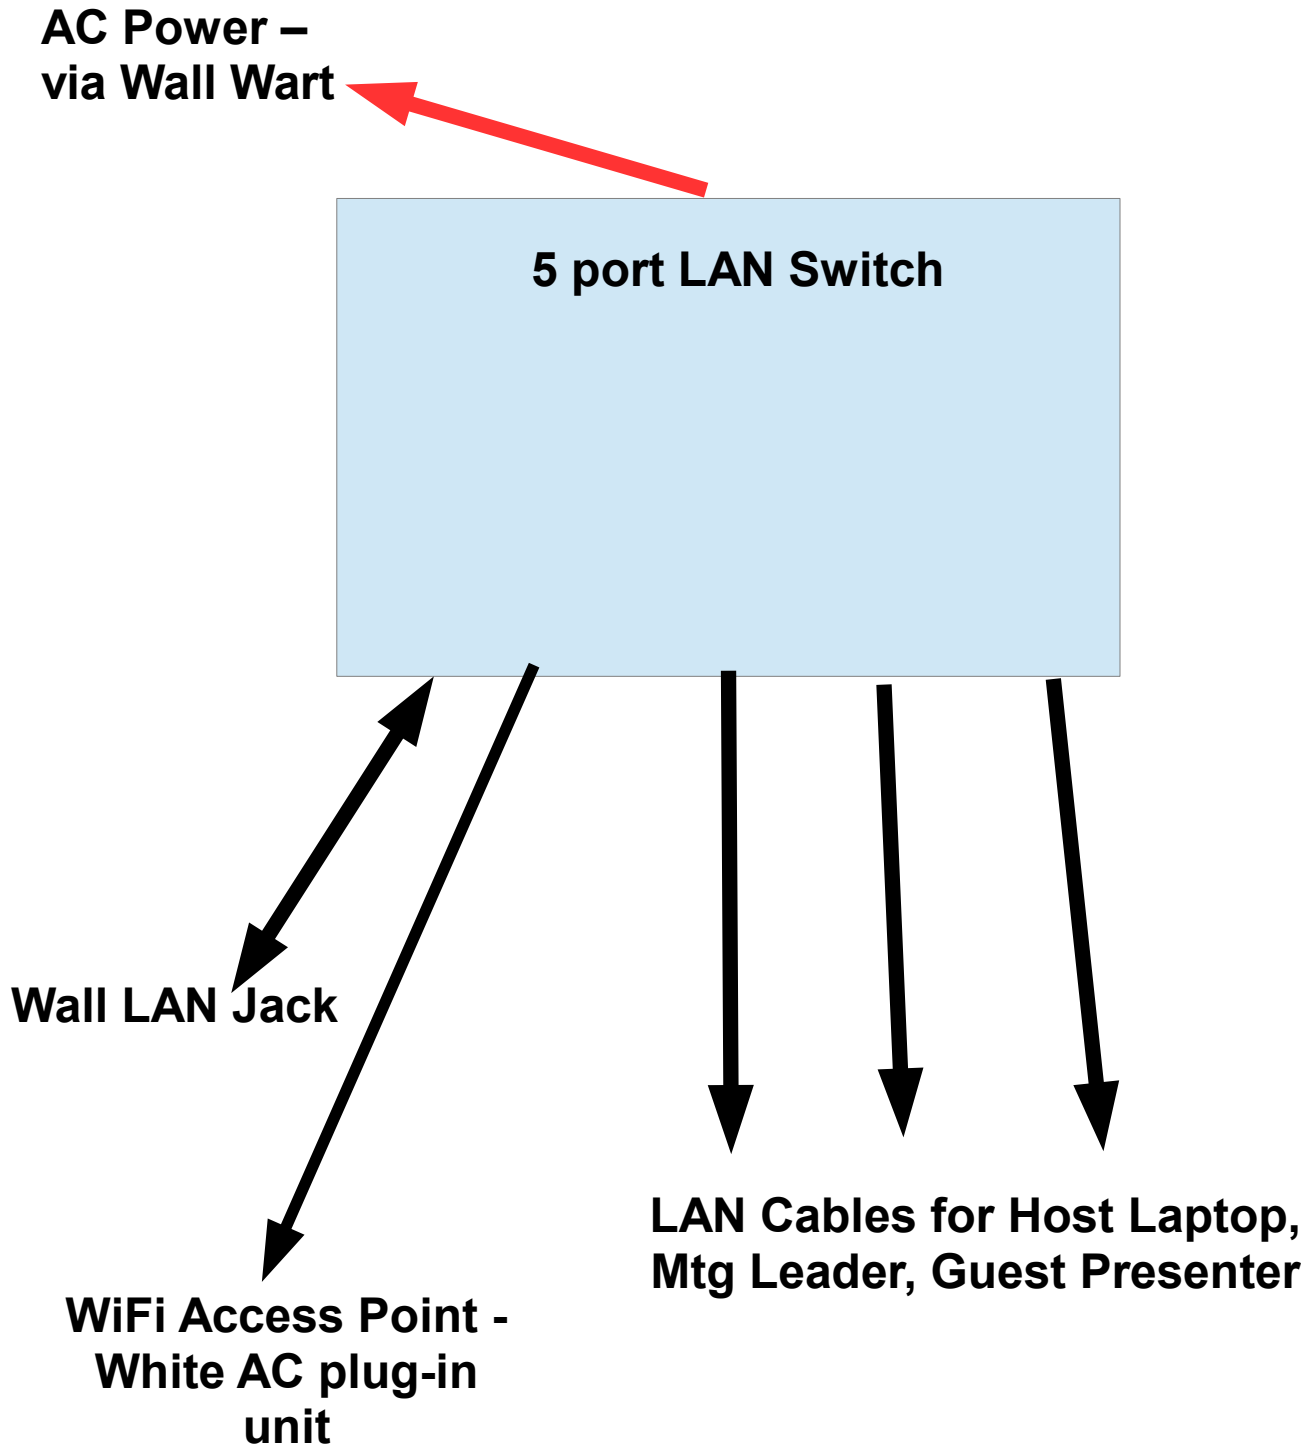 AC Power –
via Wall Wart
5 port LAN Switch
Wall LAN Jack
LAN Cables for Host Laptop,
Mtg Leader, Guest Presenter
WiFi Access Point -
White AC plug-in
unit